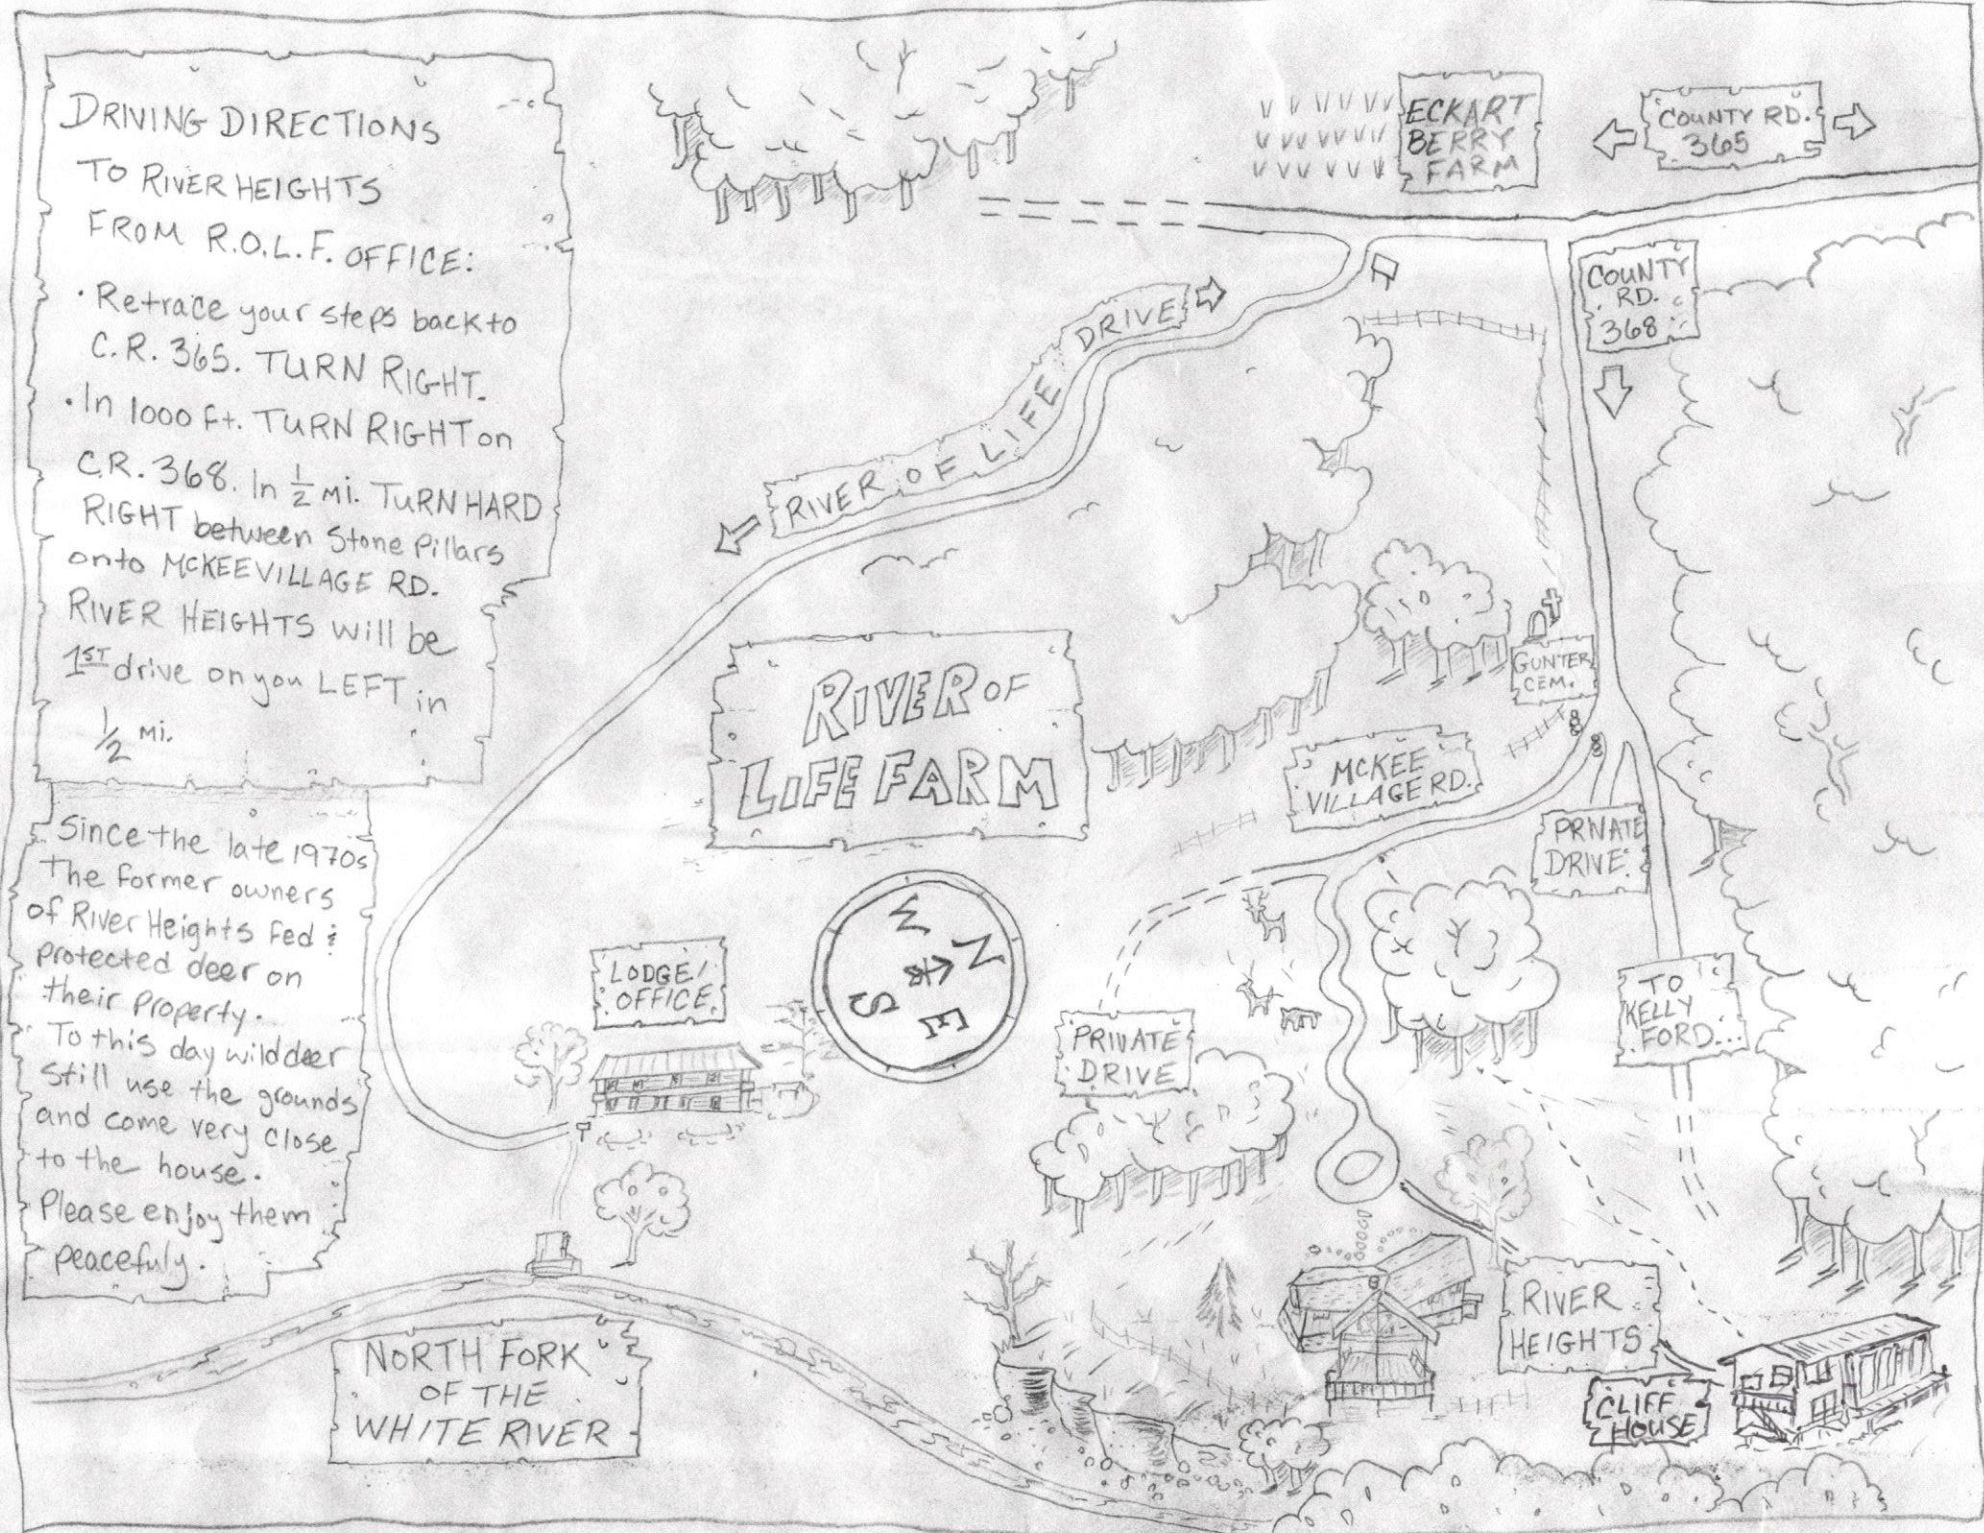 DRIVING DIRECTIONS
TO RIVER HEIGHTS
FROM R.O.L.F. OFFICE:
• Retrace your steps back to
C.R. 365. TURN RIGHT.
• In 1000 ft. TURN RIGHT on
C.R. 368. In 1/2 mi. TURN HARD
RIGHT between Stone Pillars
onto MCKEE VILLAGE RD.
RIVER HEIGHTS will be
1ST drive on you LEFT in
1/2 mi.
Since the late 1970s
The former owners
of River Heights fed &
protected deer on
their property.
To this day wild deer
still use the grounds
and come very close
to the house.
Please enjoy them
peacefuly.
ECKART
BERRY
FARM
COUNTY RD.
365
COUNTY
RD.
368
RIVER OF LIFE DRIVE
RIVER OF
LIFE FARM
GUNTER
CEM.
MCKEE
VILLAGE RD.
PRIVATE
DRIVE
LODGE/
OFFICE
W
N
S
E
PRIVATE
DRIVE
TO
KELLY
FORD...
RIVER
HEIGHTS
CLIFF
HOUSE
NORTH FORK
OF THE
WHITE RIVER